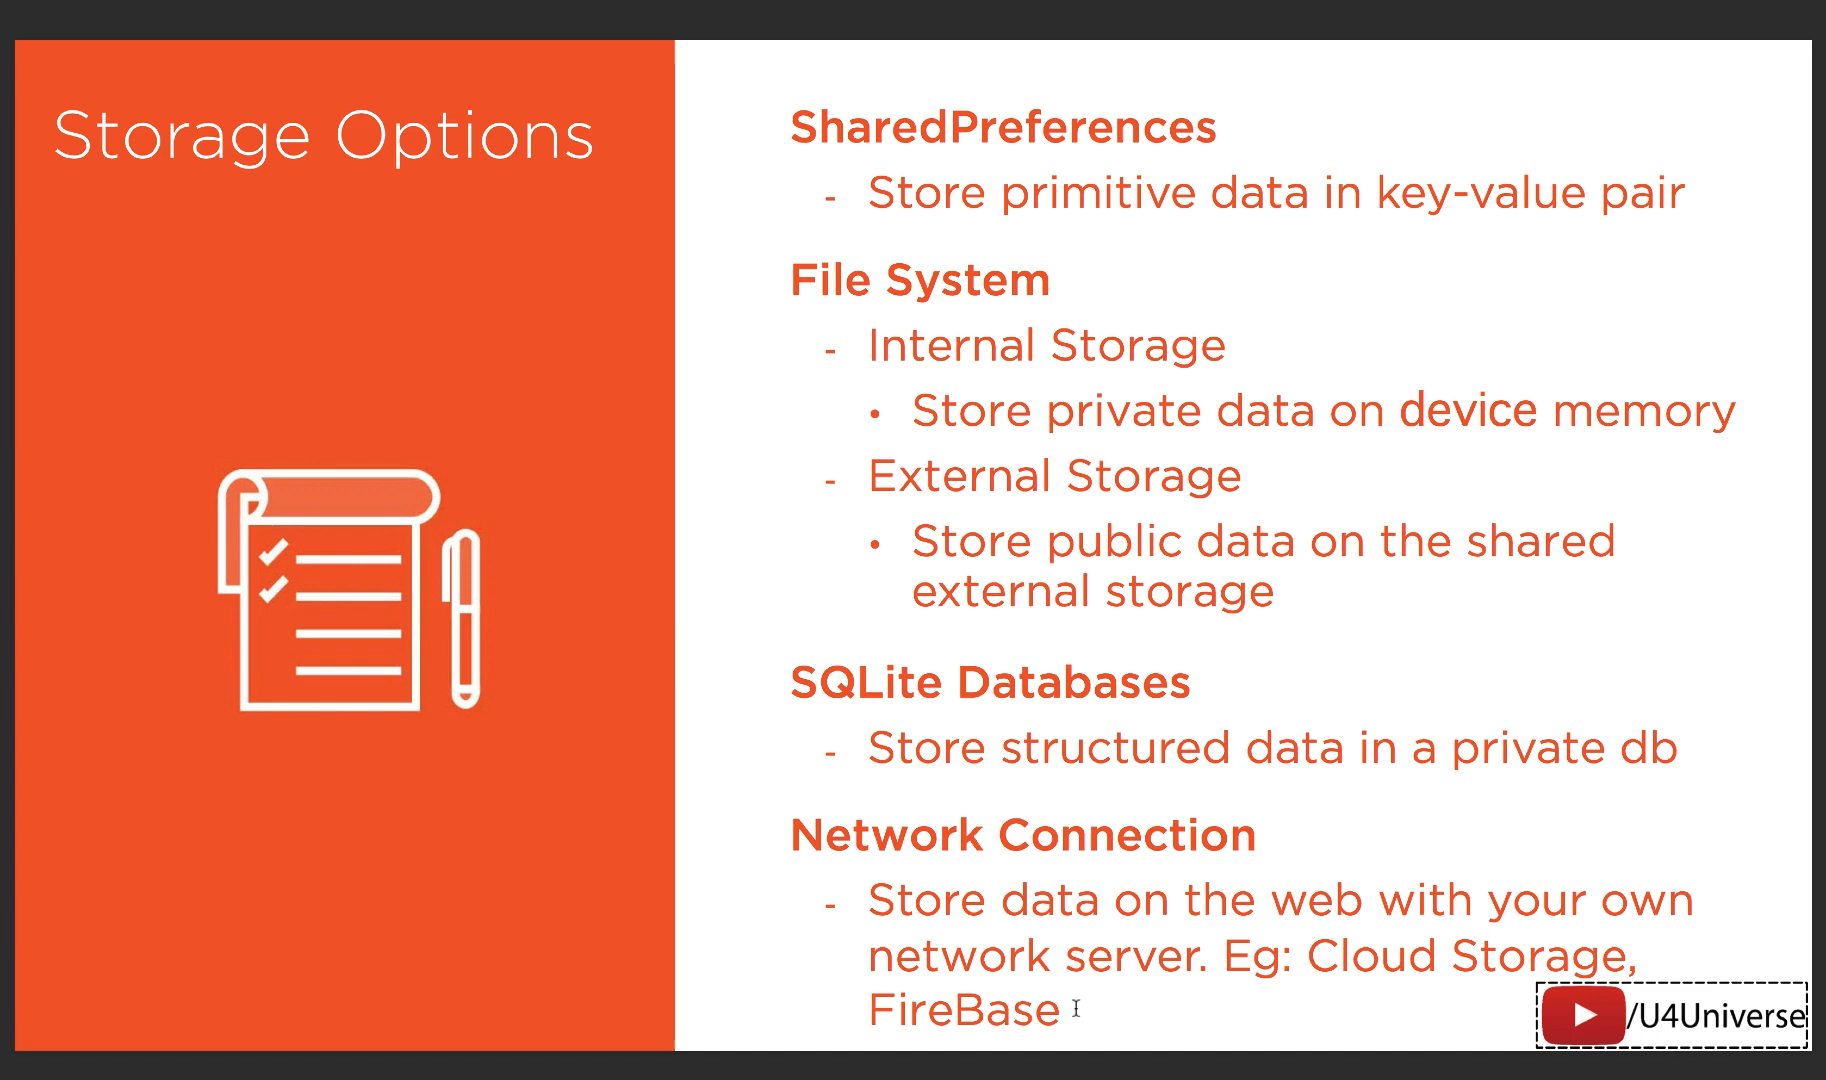 Storage Options
SharedPreferences
- Store primitive data in key-value pair
File System
- Internal Storage
• Store private data on device memory
- External Storage
• Store public data on the shared
external storage
SQLite Databases
- Store structured data in a private db
Network Connection
- Store data on the web with your own
network server. Eg: Cloud Storage,
FireBase
/U4Universe